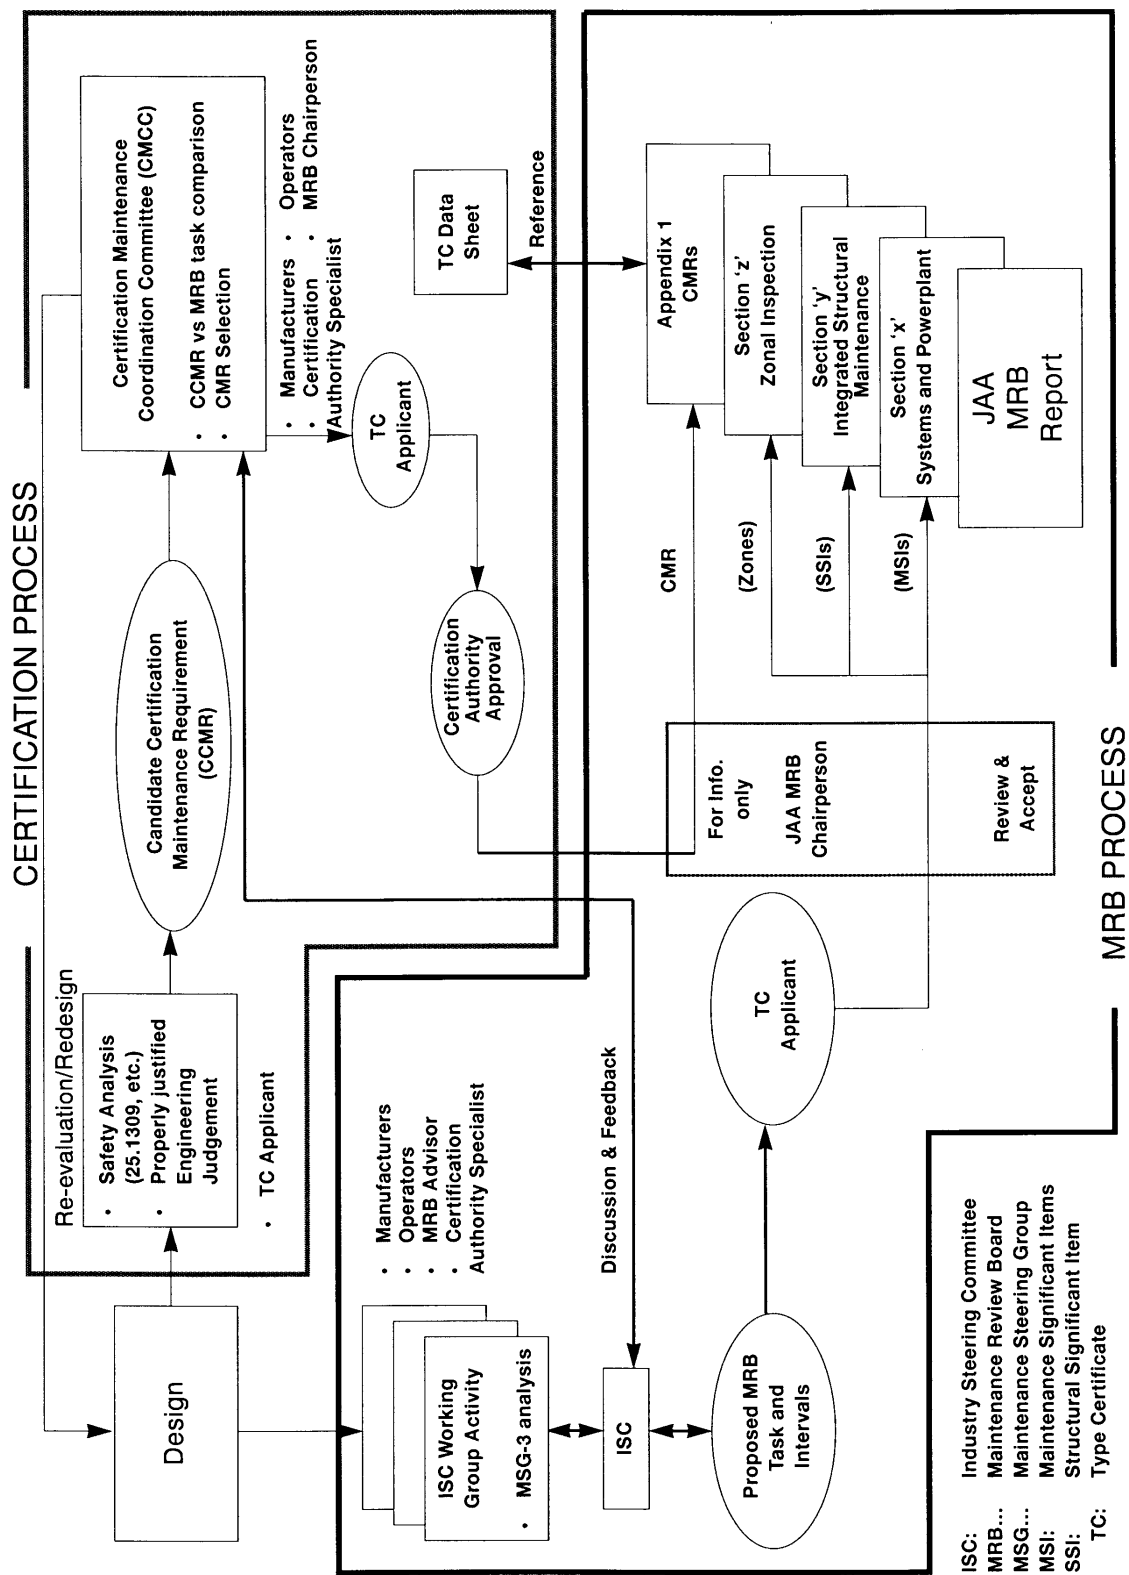 CERTIFICATION PROCESS
Re-evaluation/Redesign
Design
· Safety Analysis
(25.1309, etc.)
· Properly justified
Engineering
Judgement
· TC Applicant
Candidate Certification
Maintenance Requirement
(CCMR)
Certification Maintenance
Coordination Committee (CMCC)
· CCMR vs MRB task comparison
· CMR Selection
· Manufacturers · Operators
· Certification · MRB Chairperson
Authority Specialist
TC
Applicant
Certification
Authority
Approval
TC Data
Sheet
Reference
ISC Working
Group Activity
· MSG-3 analysis
· Manufacturers
· Operators
· MRB Advisor
· Certification
Authority Specialist
Discussion & Feedback
ISC
Proposed MRB
Task and
Intervals
TC
Applicant
For Info.
only
JAA MRB
Chairperson
Review &
Accept
CMR
(Zones)
(SSIs)
(MSIs)
Appendix 1
CMRs
Section 'z'
Zonal Inspection
Section 'y'
Integrated Structural
Maintenance
Section 'x'
Systems and Powerplant
JAA
MRB
Report
ISC: Industry Steering Committee
MRB... Maintenance Review Board
MSG... Maintenance Steering Group
MSI: Maintenance Significant Items
SSI: Structural Significant Item
TC: Type Certificate
MRB PROCESS